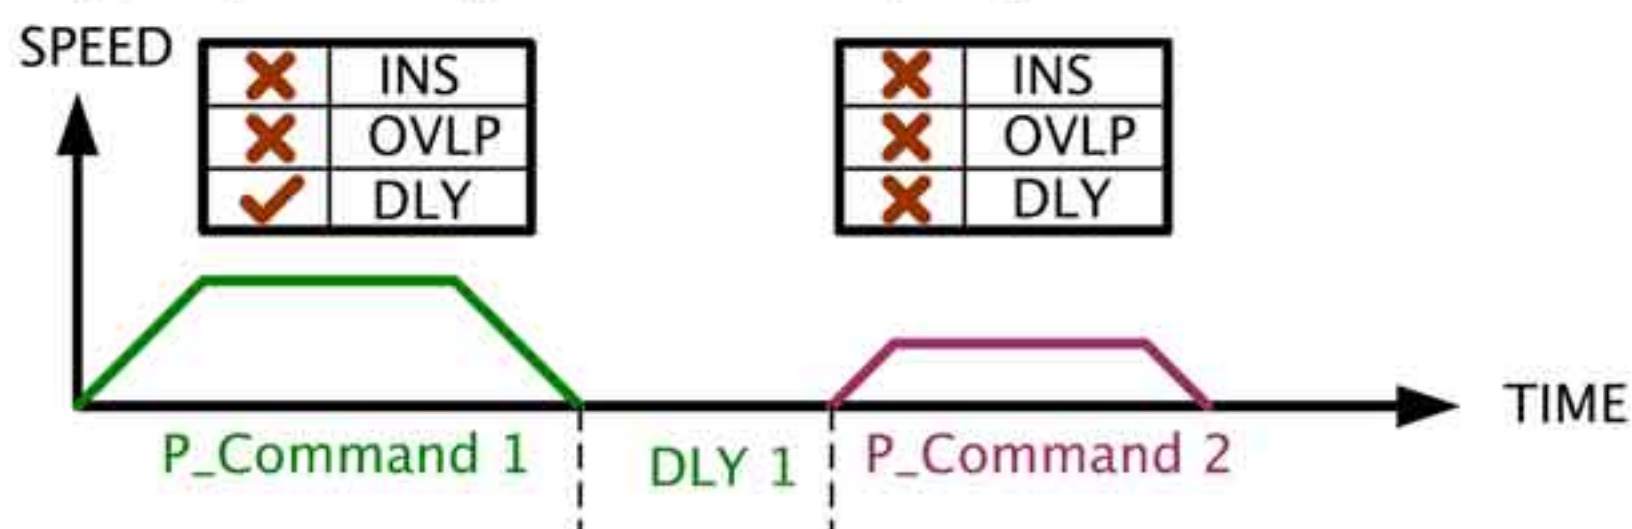 SPEED
INS
OVLP
DLY
INS
OVLP
DLY
TIME
P_Command 1
DLY 1
P_Command 2